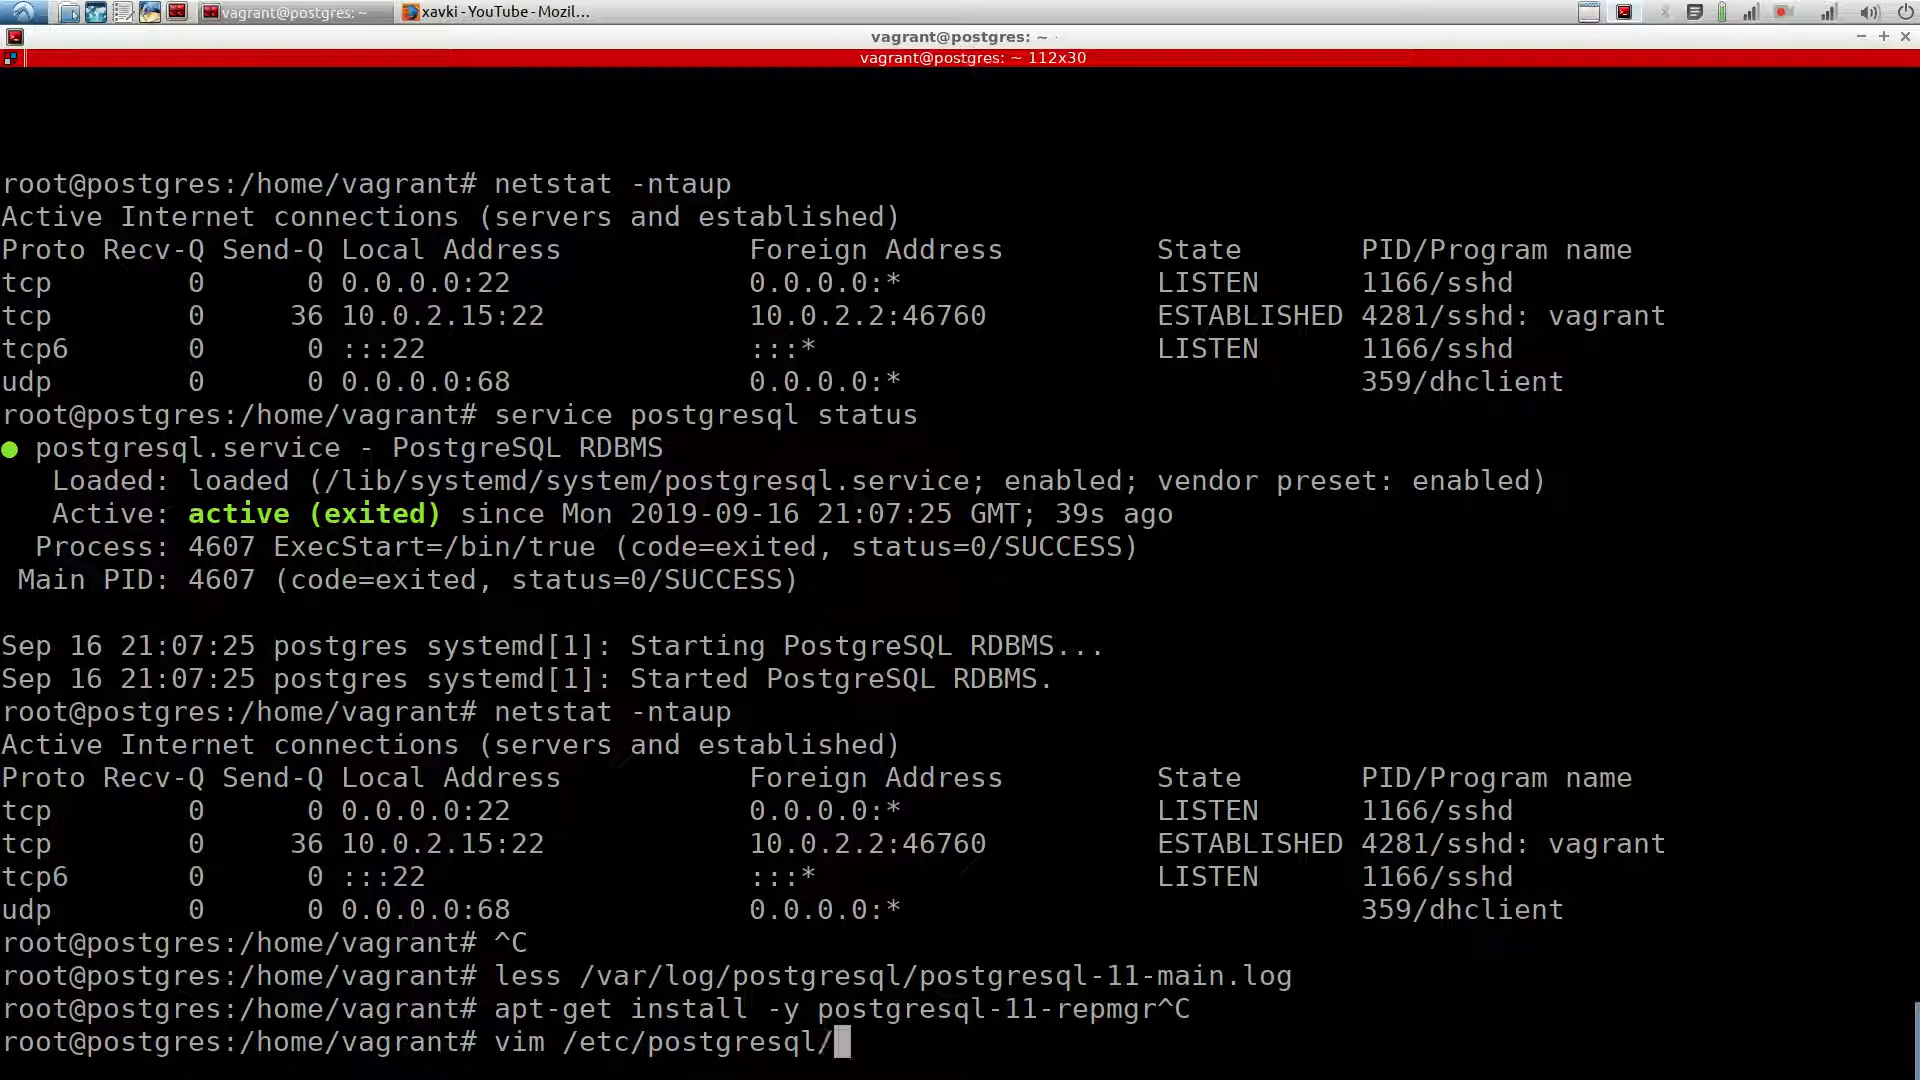 vagrant@postgres: ~
xavki - YouTube - Mozil...
vagrant@postgres: ~
vagrant@postgres: ~ 112x30
root@postgres:/home/vagrant# netstat -ntaup
Active Internet connections (servers and established)
Proto Recv-Q Send-Q Local Address           Foreign Address         State       PID/Program name
tcp        0      0 0.0.0.0:22              0.0.0.0:*               LISTEN      1166/sshd
tcp        0     36 10.0.2.15:22            10.0.2.2:46760          ESTABLISHED 4281/sshd: vagrant
tcp6       0      0 :::22                   :::*                    LISTEN      1166/sshd
udp        0      0 0.0.0.0:68              0.0.0.0:*                           359/dhclient
root@postgres:/home/vagrant# service postgresql status
● postgresql.service - PostgreSQL RDBMS
   Loaded: loaded (/lib/systemd/system/postgresql.service; enabled; vendor preset: enabled)
   Active: active (exited) since Mon 2019-09-16 21:07:25 GMT; 39s ago
  Process: 4607 ExecStart=/bin/true (code=exited, status=0/SUCCESS)
 Main PID: 4607 (code=exited, status=0/SUCCESS)
Sep 16 21:07:25 postgres systemd[1]: Starting PostgreSQL RDBMS...
Sep 16 21:07:25 postgres systemd[1]: Started PostgreSQL RDBMS.
root@postgres:/home/vagrant# netstat -ntaup
Active Internet connections (servers and established)
Proto Recv-Q Send-Q Local Address           Foreign Address         State       PID/Program name
tcp        0      0 0.0.0.0:22              0.0.0.0:*               LISTEN      1166/sshd
tcp        0     36 10.0.2.15:22            10.0.2.2:46760          ESTABLISHED 4281/sshd: vagrant
tcp6       0      0 :::22                   :::*                    LISTEN      1166/sshd
udp        0      0 0.0.0.0:68              0.0.0.0:*                           359/dhclient
root@postgres:/home/vagrant# ^C
root@postgres:/home/vagrant# less /var/log/postgresql/postgresql-11-main.log
root@postgres:/home/vagrant# apt-get install -y postgresql-11-repmgr^C
root@postgres:/home/vagrant# vim /etc/postgresql/